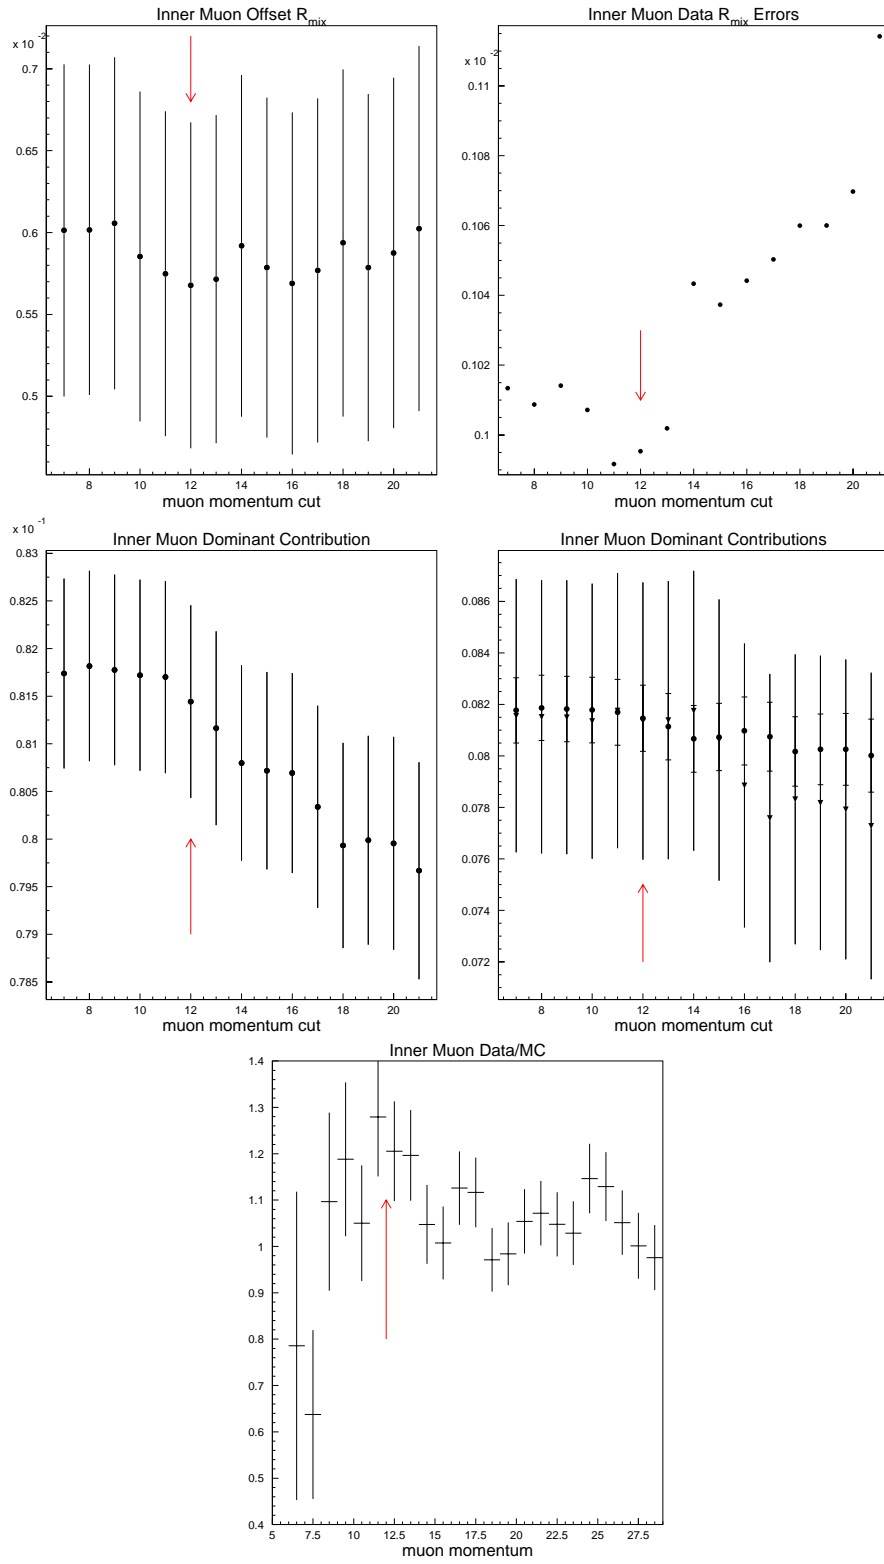 Inner Muon Offset Rmix
x 10 -2
0.7
0.65
0.6
0.55
0.5
8 10 12 14 16 18 20
muon momentum cut
Inner Muon Data Rmix Errors
x 10 -2
0.11
0.108
0.106
0.104
0.102
0.1
8 10 12 14 16 18 20
muon momentum cut
Inner Muon Dominant Contribution
x 10 -1
0.83
0.825
0.82
0.815
0.81
0.805
0.8
0.795
0.79
0.785
8 10 12 14 16 18 20
muon momentum cut
Inner Muon Dominant Contributions
0.086
0.084
0.082
0.08
0.078
0.076
0.074
0.072
8 10 12 14 16 18 20
muon momentum cut
Inner Muon Data/MC
1.4
1.3
1.2
1.1
1
0.9
0.8
0.7
0.6
0.5
0.4
5 7.5 10 12.5 15 17.5 20 22.5 25 27.5
muon momentum